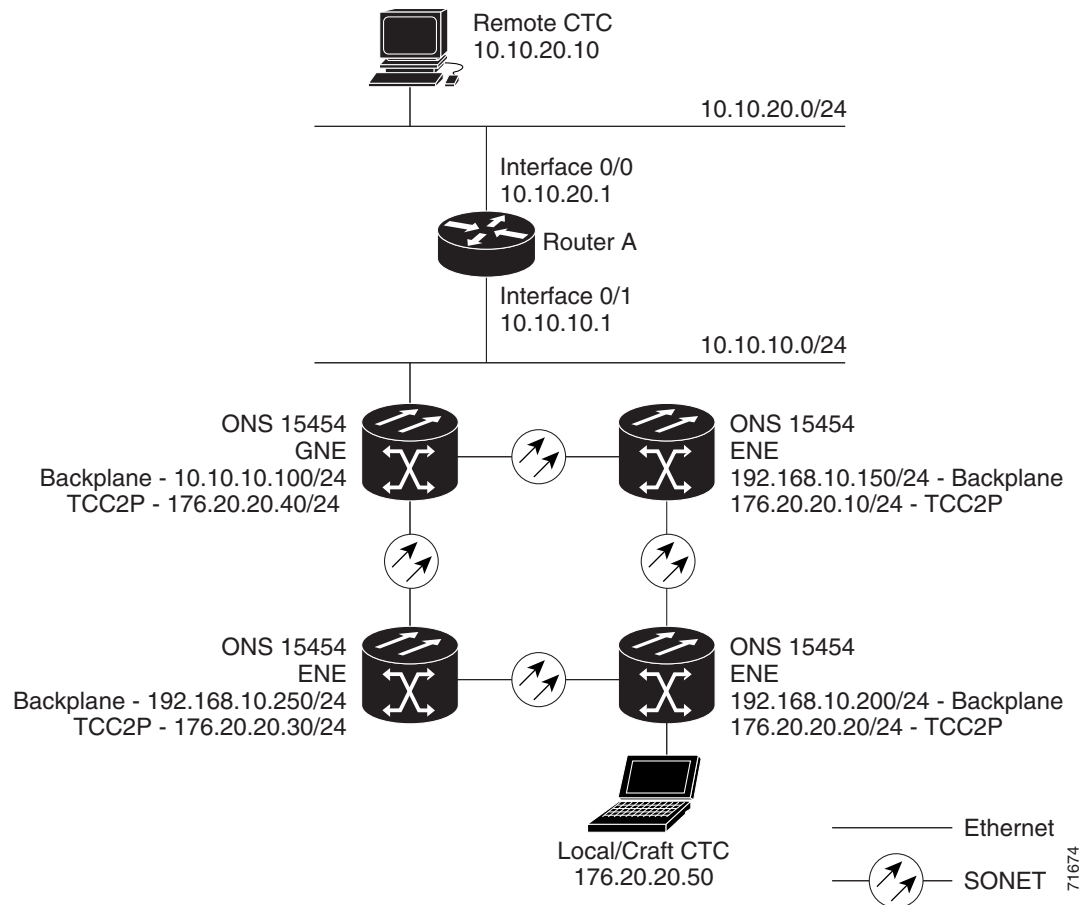 Remote CTC
10.10.20.10
10.10.20.0/24
Interface 0/0
10.10.20.1
Router A
Interface 0/1
10.10.10.1
10.10.10.0/24
ONS 15454
GNE
Backplane - 10.10.10.100/24
TCC2P - 176.20.20.40/24
ONS 15454
ENE
192.168.10.150/24 - Backplane
176.20.20.10/24 - TCC2P
ONS 15454
ENE
Backplane - 192.168.10.250/24
TCC2P - 176.20.20.30/24
ONS 15454
ENE
192.168.10.200/24 - Backplane
176.20.20.20/24 - TCC2P
Local/Craft CTC
176.20.20.50
Ethernet
SONET
71674